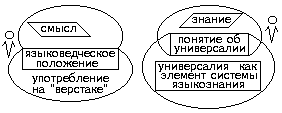 смысл
языковедческое
положение
употребление
на "верстаке"
знание
понятие об
универсалии
универсалия как
элемент системы
языкознания